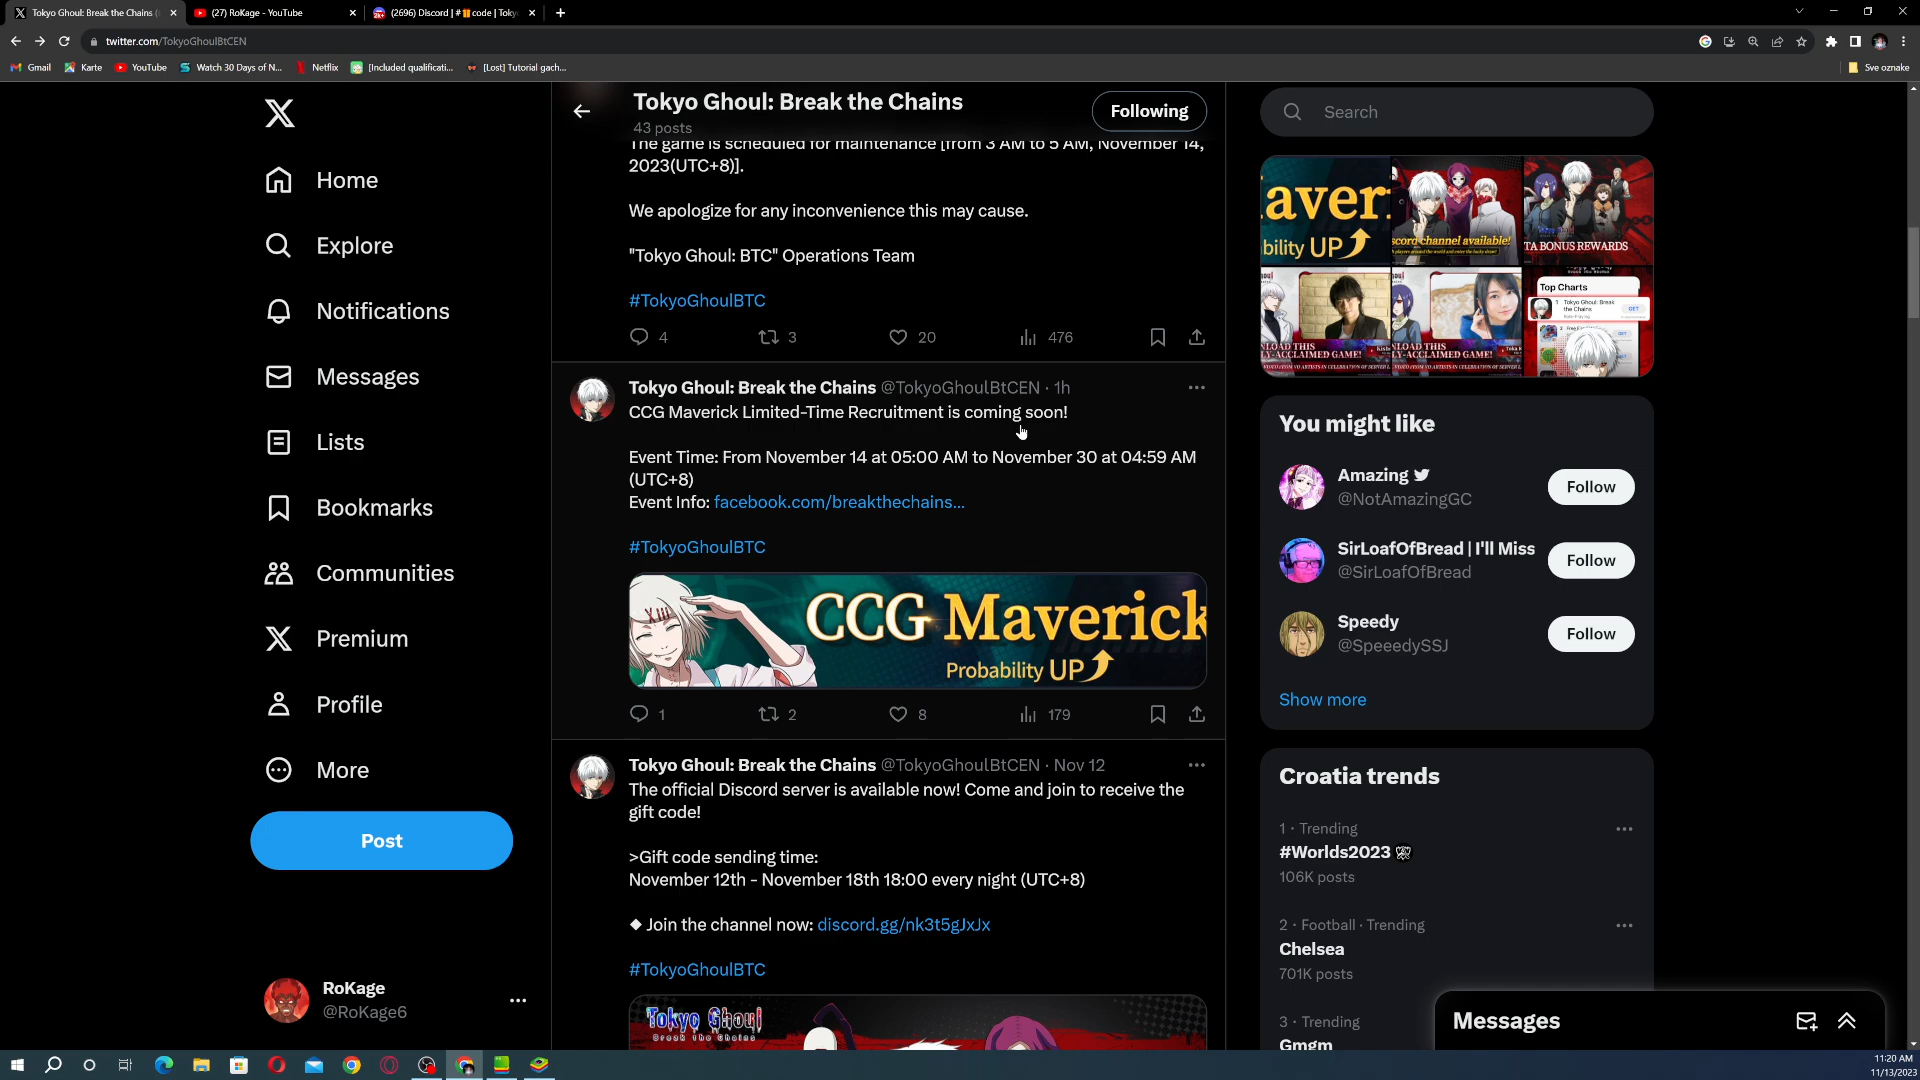 Tokyo Ghoul: Break the Chains (
(27) RoKage - YouTube
(2696) Discord | #🎁code | Tokyo
twitter.com/TokyoGhoulBtCEN
Gmail
Karte
YouTube
Watch 30 Days of N...
Netflix
[Included qualificati...
[Lost] Tutorial gach...
Sve oznake
Home
Explore
Notifications
Messages
Lists
Bookmarks
Communities
Premium
Profile
More
Post
RoKage
@RoKage6
Tokyo Ghoul: Break the Chains
43 posts
Following
The game is scheduled for maintenance [from 3 AM to 5 AM, November 14,
2023(UTC+8)].
We apologize for any inconvenience this may cause.
"Tokyo Ghoul: BTC" Operations Team
#TokyoGhoulBTC
4 3 20 476
Tokyo Ghoul: Break the Chains @TokyoGhoulBtCEN · 1h
CCG Maverick Limited-Time Recruitment is coming soon!
Event Time: From November 14 at 05:00 AM to November 30 at 04:59 AM
(UTC+8)
Event Info: facebook.com/breakthechains...
#TokyoGhoulBTC
CCG Maverick
Probability UP
1 2 8 179
Tokyo Ghoul: Break the Chains @TokyoGhoulBtCEN · Nov 12
The official Discord server is available now! Come and join to receive the
gift code!
>Gift code sending time:
November 12th - November 18th 18:00 every night (UTC+8)
◆ Join the channel now: discord.gg/nk3t5gJxJx
#TokyoGhoulBTC
Tokyo Ghoul
Break the Chains
Search
aver
bility UP
scord channel available!
TA BONUS REWARDS
NLOAD THIS
LY-ACCLAIMED GAME!
NLOAD THIS
LY-ACCLAIMED GAME!
Top Charts
1 Tokyo Ghoul: Break
the Chains
GET
You might like
Amazing
@NotAmazingGC
Follow
SirLoafOfBread | I'll Miss
@SirLoafOfBread
Follow
Speedy
@SpeeedySSJ
Follow
Show more
Croatia trends
1 · Trending
#Worlds2023
106K posts
2 · Football · Trending
Chelsea
701K posts
3 · Trending
Gmgm
Messages
11:20 AM
11/13/2023